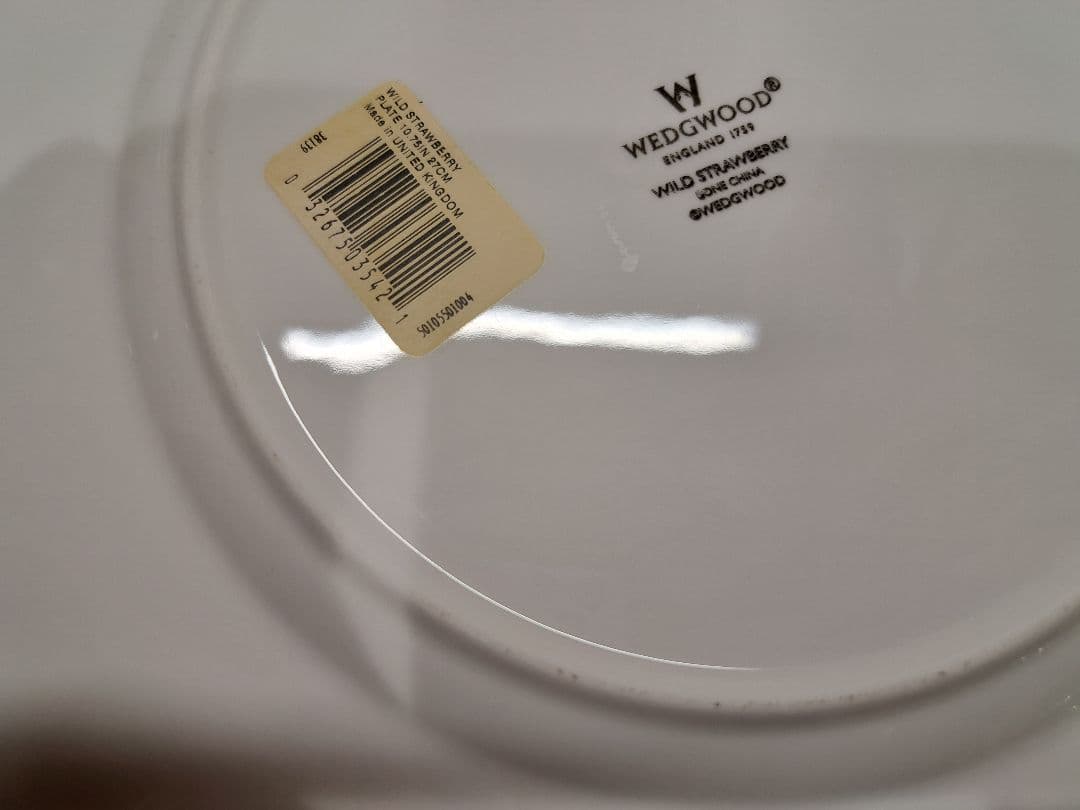 WILD STRAWBERRY
PLATE 10.75IN 27CM
Made in UNITED KINGDOM
38139
0 32675 03542 1
50105501004
W
WEDGWOOD®
ENGLAND 1759
WILD STRAWBERRY
BONE CHINA
©WEDGWOOD